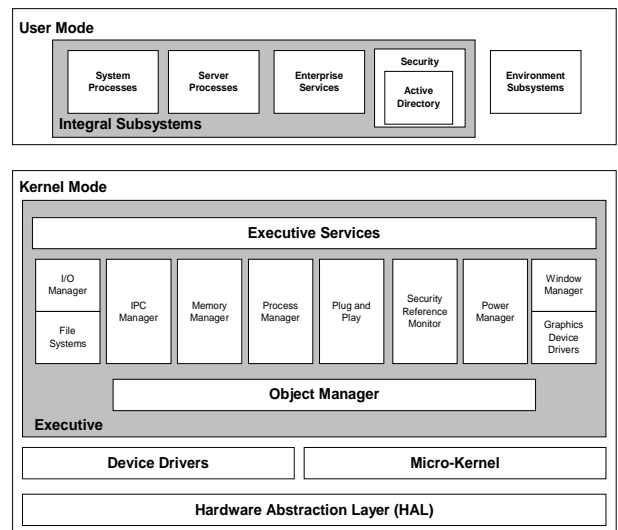 User Mode
System
Processes
Server
Processes
Enterprise
Services
Security
Active
Directory
Environment
Subsystems
Integral Subsystems
Kernel Mode
Executive Services
I/O
Manager
File
Systems
IPC
Manager
Memory
Manager
Process
Manager
Plug and
Play
Security
Reference
Monitor
Power
Manager
Window
Manager
Graphics
Device
Drivers
Object Manager
Executive
Device Drivers
Micro-Kernel
Hardware Abstraction Layer (HAL)